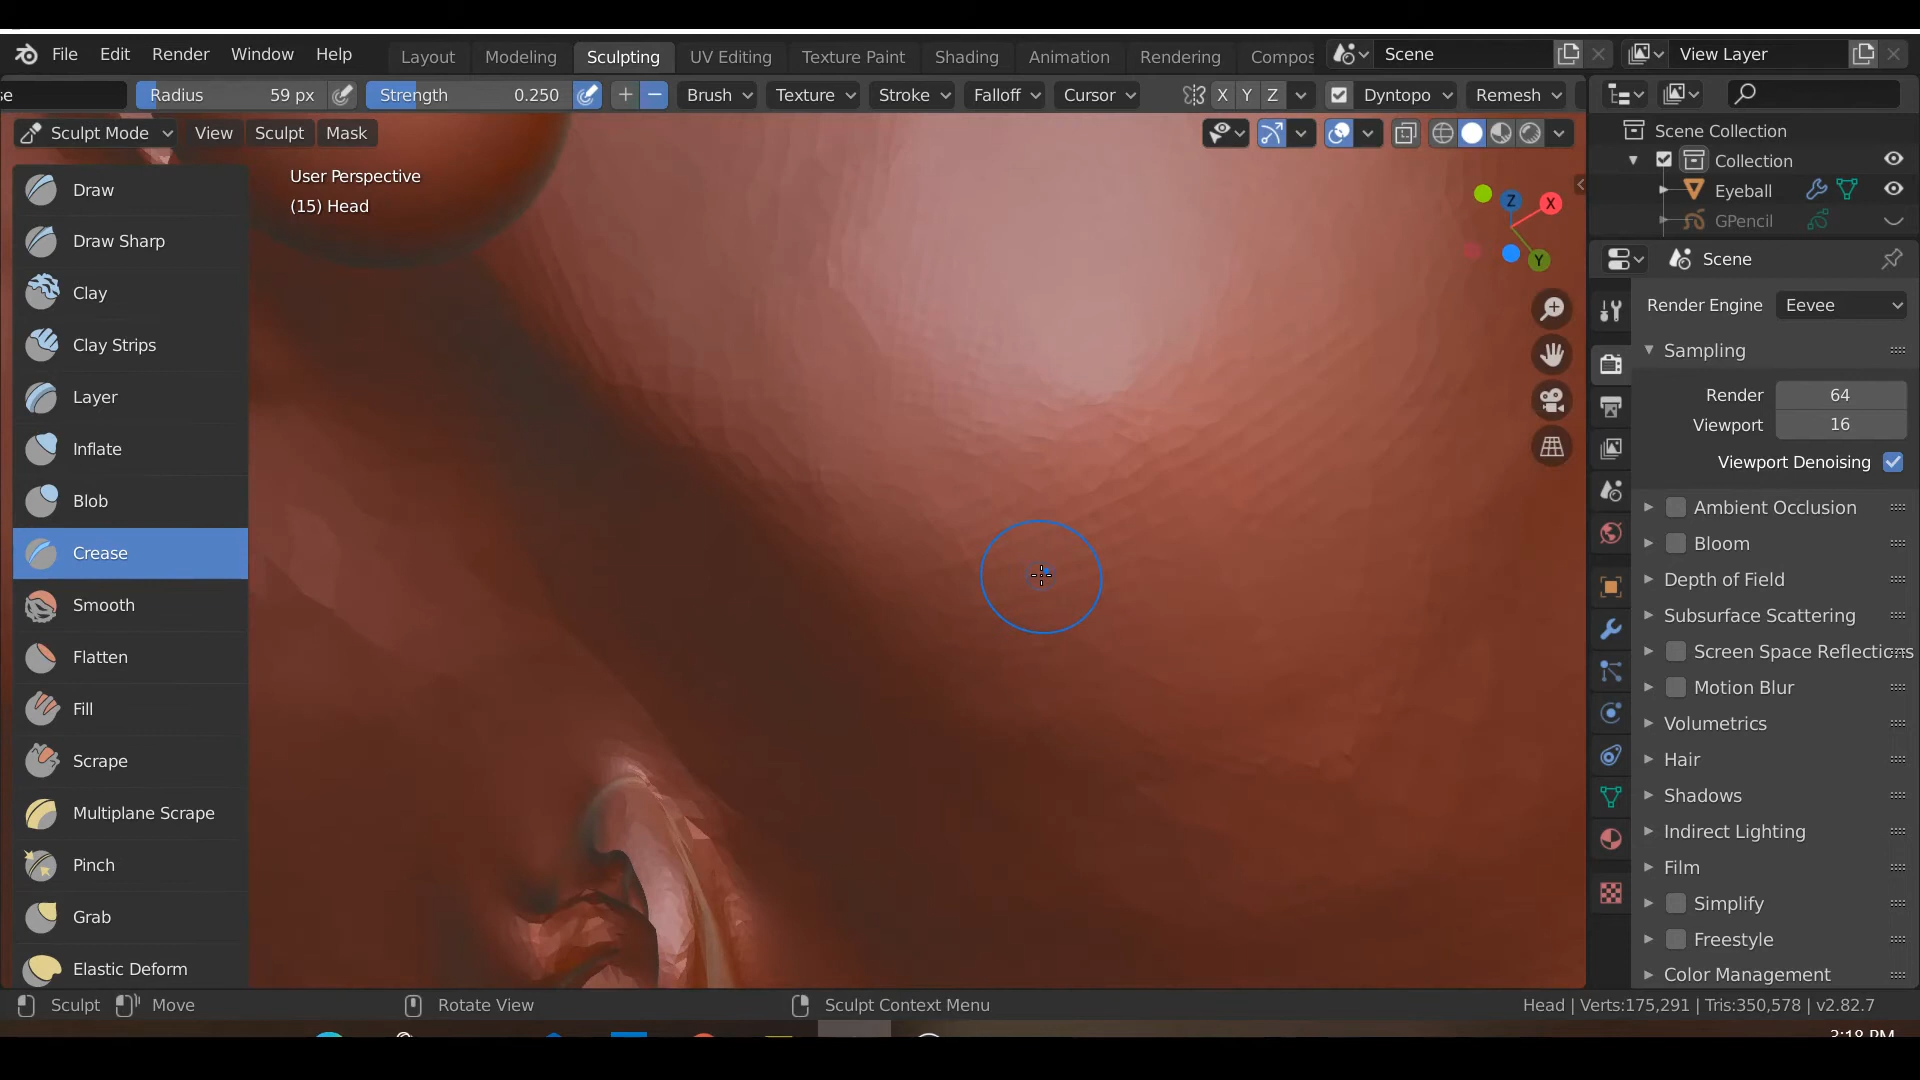 File Edit Render Window Help Layout Modeling Sculpting UV Editing Texture Paint Shading Animation Rendering Compos Scene View Layer
se Radius 59 px Strength 0.250 Brush Texture Stroke Falloff Cursor X Y Z Dyntopo Remesh
Sculpt Mode View Sculpt Mask
User Perspective
(15) Head
Draw
Draw Sharp
Clay
Clay Strips
Layer
Inflate
Blob
Crease
Smooth
Flatten
Fill
Scrape
Multiplane Scrape
Pinch
Grab
Elastic Deform
Z X
Y
Scene Collection
Collection
Eyeball
GPencil
Scene
Render Engine Eevee
Sampling
Render 64
Viewport 16
Viewport Denoising
Ambient Occlusion
Bloom
Depth of Field
Subsurface Scattering
Screen Space Reflections
Motion Blur
Volumetrics
Hair
Shadows
Indirect Lighting
Film
Simplify
Freestyle
Color Management
Sculpt Move Rotate View Sculpt Context Menu Head | Verts:175,291 | Tris:350,578 | v2.82.7
3:18 PM